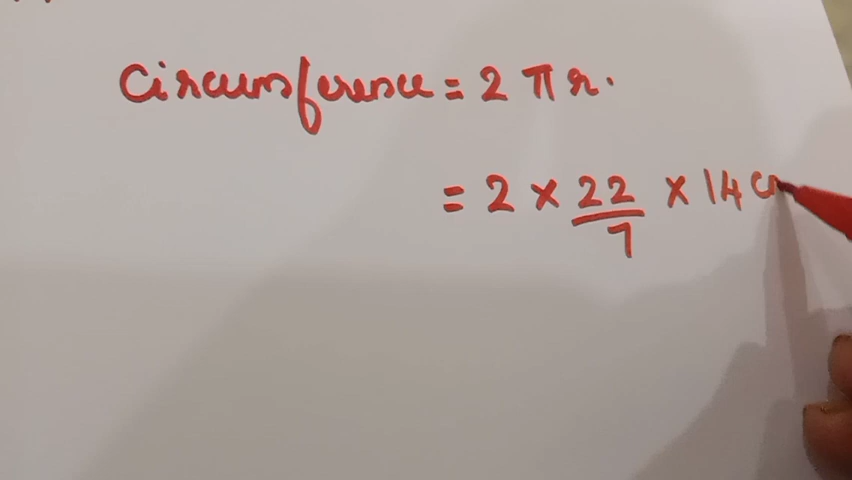 Circumference = 2 π r.
= 2 × 22/7 × 14 cm